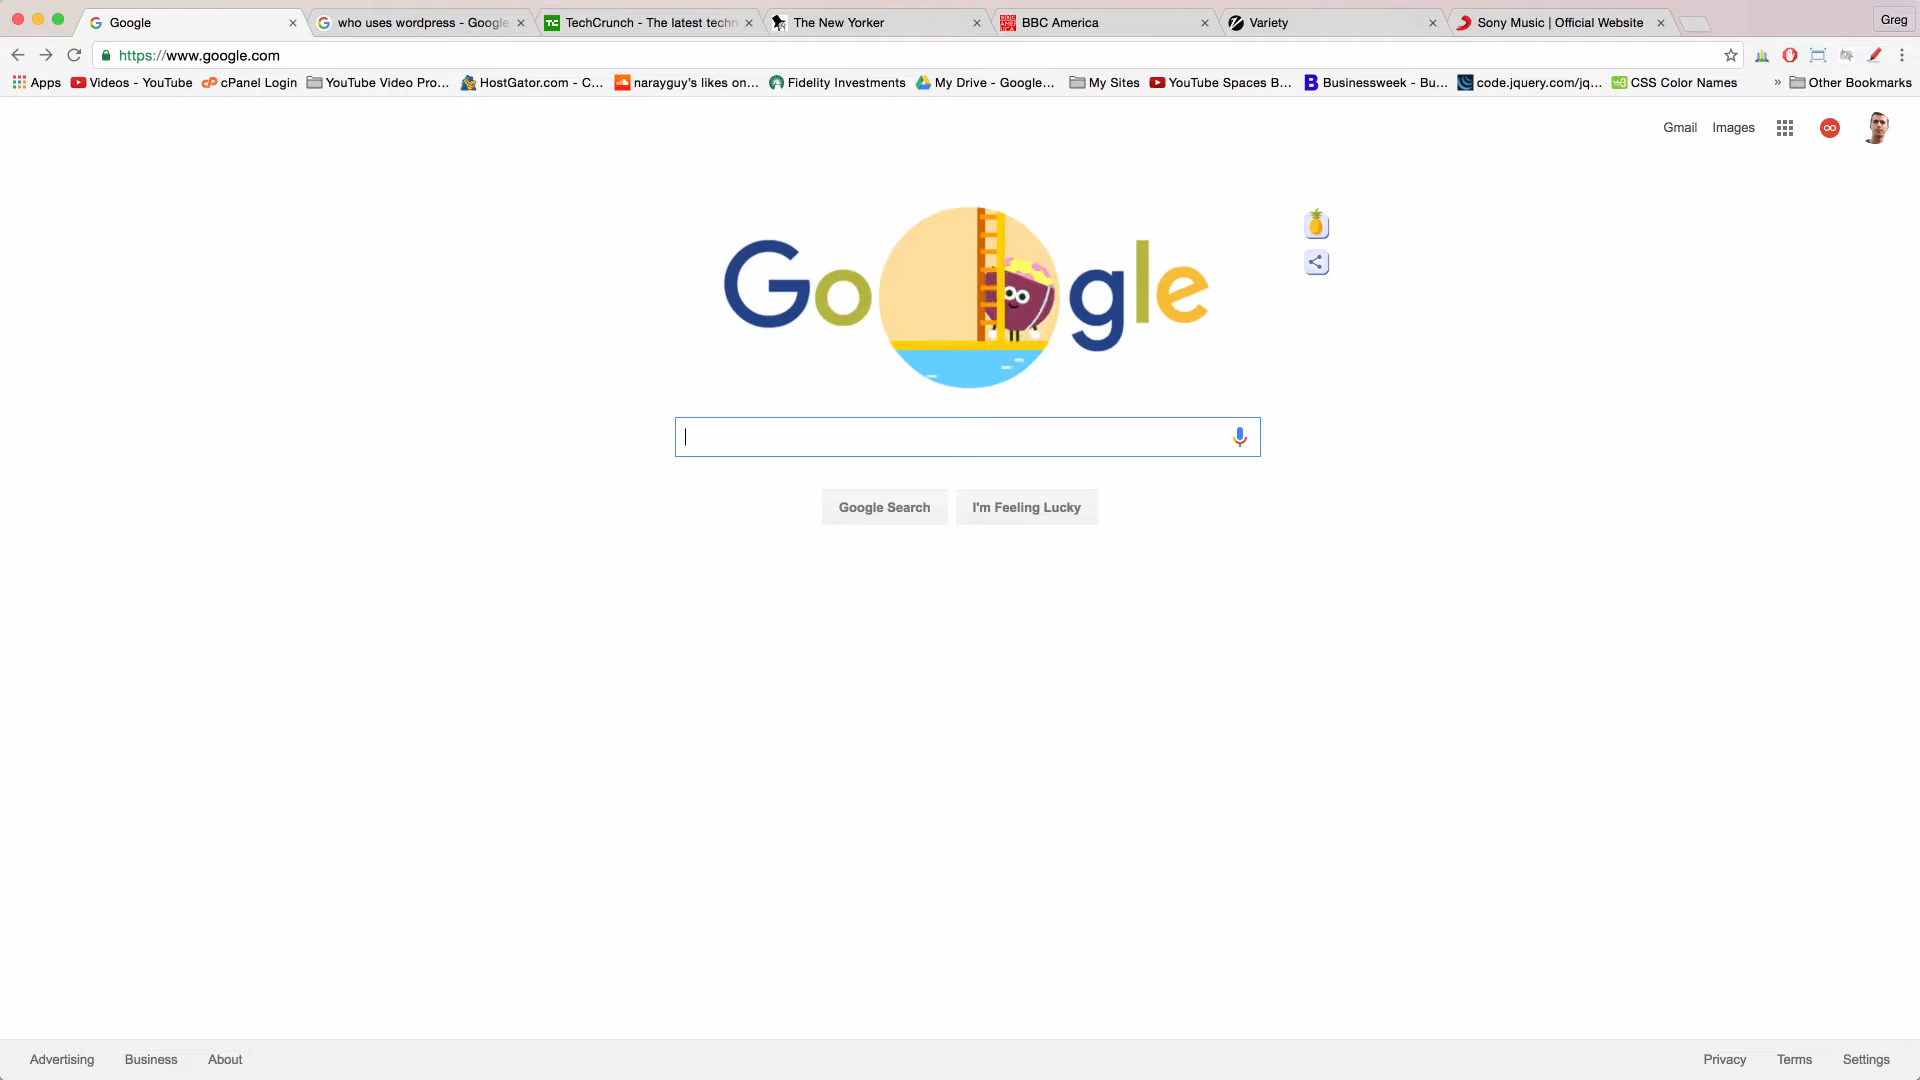 Google
who uses wordpress - Google
TechCrunch - The latest techn
The New Yorker
BBC America
Variety
Sony Music | Official Website
Greg
https://www.google.com
Apps
Videos - YouTube
cPanel Login
YouTube Video Pro...
HostGator.com - C...
narayguy's likes on...
Fidelity Investments
My Drive - Google...
My Sites
YouTube Spaces B...
Businessweek - Bu...
code.jquery.com/jq...
CSS Color Names
»
Other Bookmarks
Gmail
Images
Google
Google Search
I'm Feeling Lucky
Advertising
Business
About
Privacy
Terms
Settings